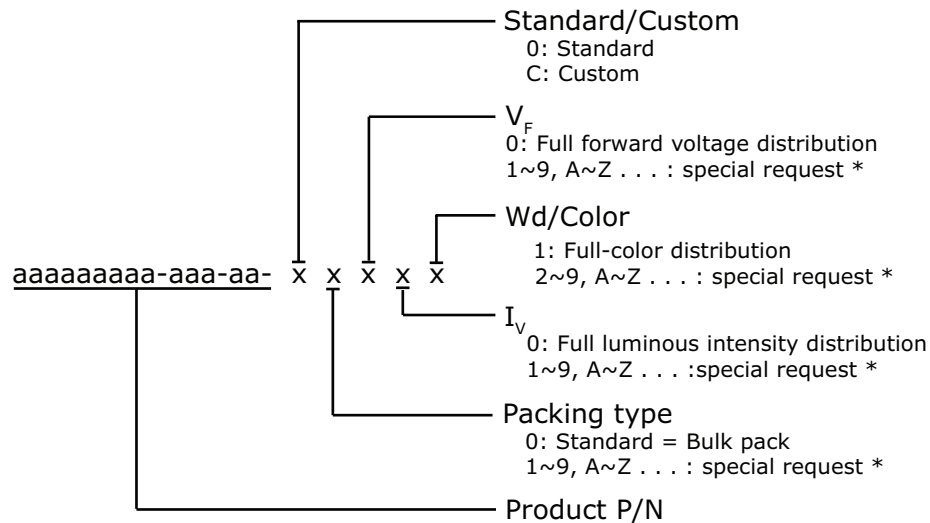 Standard/Custom
0: Standard
C: Custom
VF
0: Full forward voltage distribution
1~9, A~Z . . . : special request *
Wd/Color
1: Full-color distribution
2~9, A~Z . . . : special request *
aaaaaaaaa-aaa-aa- x x x x x
IV
0: Full luminous intensity distribution
1~9, A~Z . . . :special request *
Packing type
0: Standard = Bulk pack
1~9, A~Z . . . : special request *
Product P/N